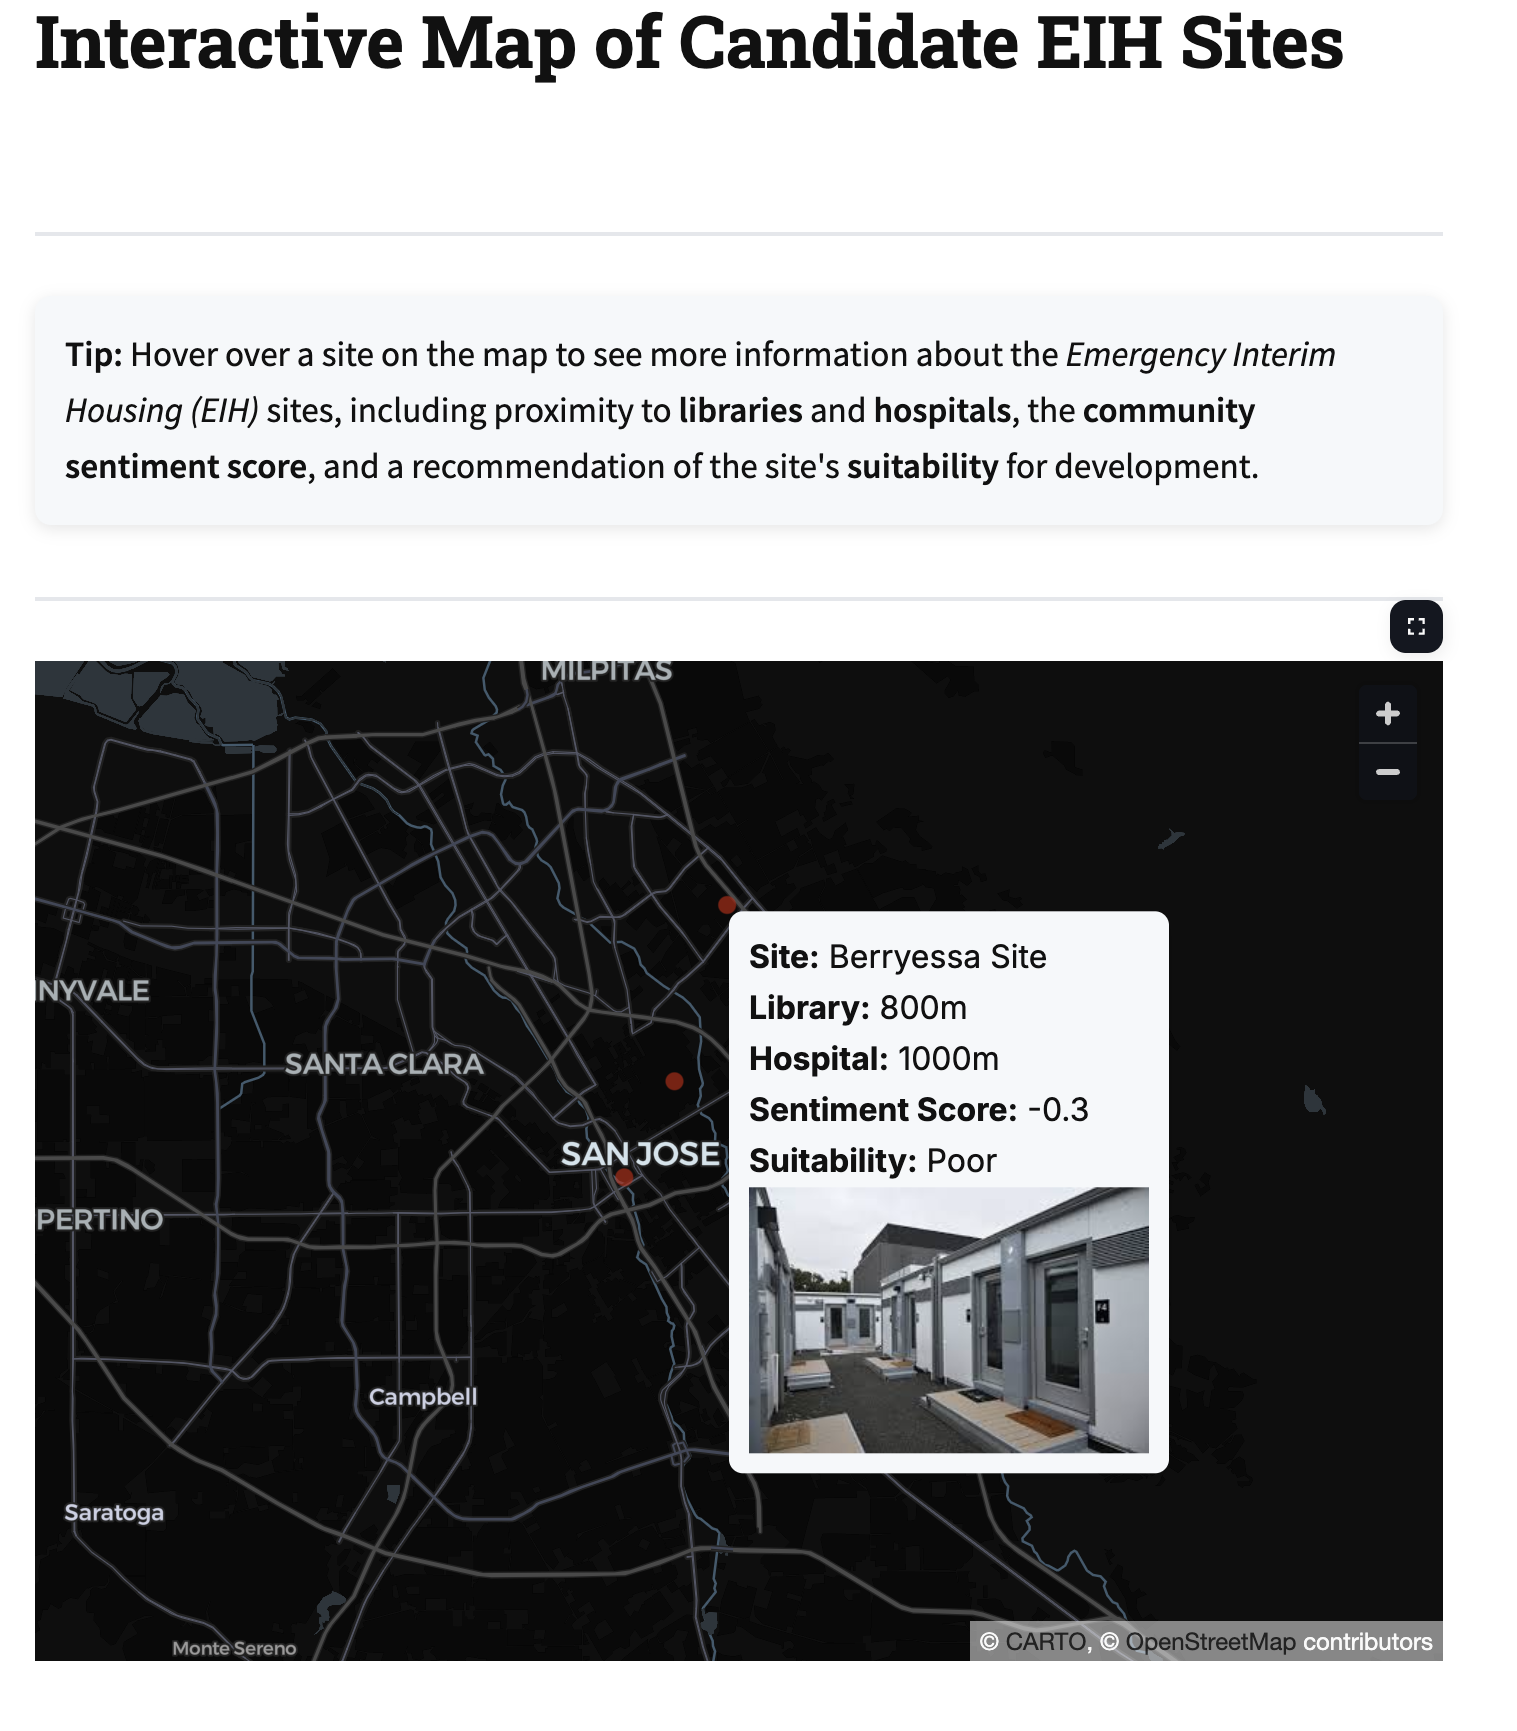 Interactive Map of Candidate EIH Sites
Tip: Hover over a site on the map to see more information about the Emergency Interim
Housing (EIH) sites, including proximity to libraries and hospitals, the community
sentiment score, and a recommendation of the site's suitability for development.
MILPITAS
NYVALE
SANTA CLARA
SAN JOSE
PERTINO
Campbell
Saratoga
Monte Sereno
Site: Berryessa Site
Library: 800m
Hospital: 1000m
Sentiment Score: -0.3
Suitability: Poor
F4
© CARTO, © OpenStreetMap contributors